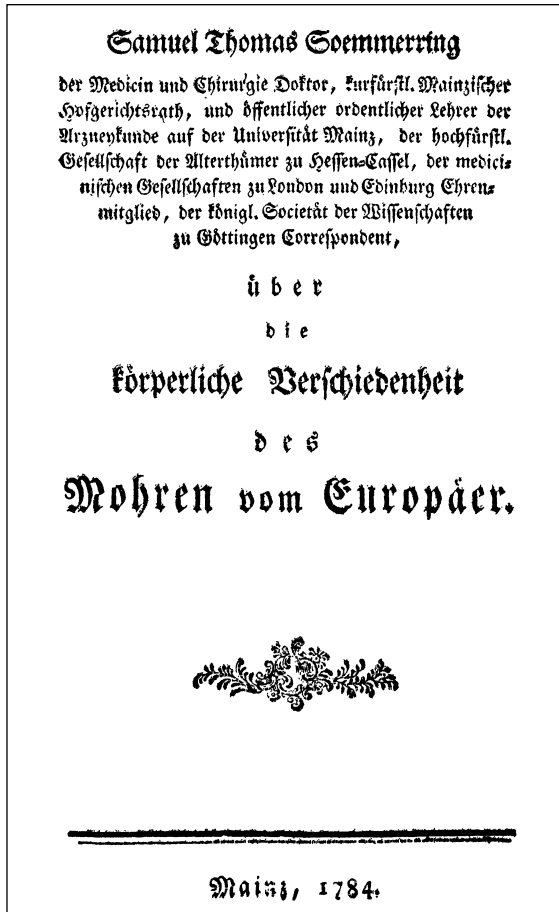 Samuel Thomas Soemmerring
der Medicin und Chirurgie Doktor, kurfürstl. Mainzischer
Hofgerichtsrath, und öffentlicher ordentlicher Lehrer der
Arzneykunde auf der Universität Mainz, der hochfürstl.
Gesellschaft der Alterthümer zu Hessen-Cassel, der medici-
nischen Gesellschaften zu London und Edinburg Ehren-
mitglied, der königl. Societät der Wissenschaften
zu Göttingen Correspondent,
über
die
körperliche Verschiedenheit
des
Mohren vom Europäer.
Mainz, 1784.